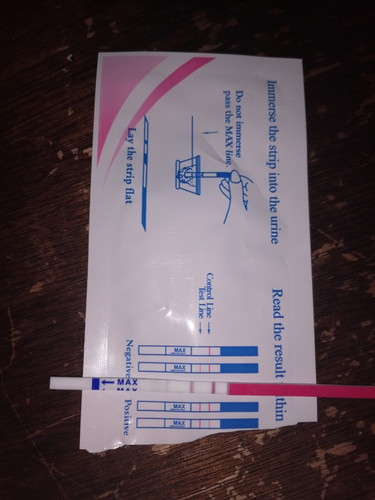 Immerse the strip into the urine
Do not immerse
pass the MAX line.
Lay the strip flat
Read the result
thin
Control Line
Test Line
MAX
MAX
Negative
MAX
MAX
MAX
Positive